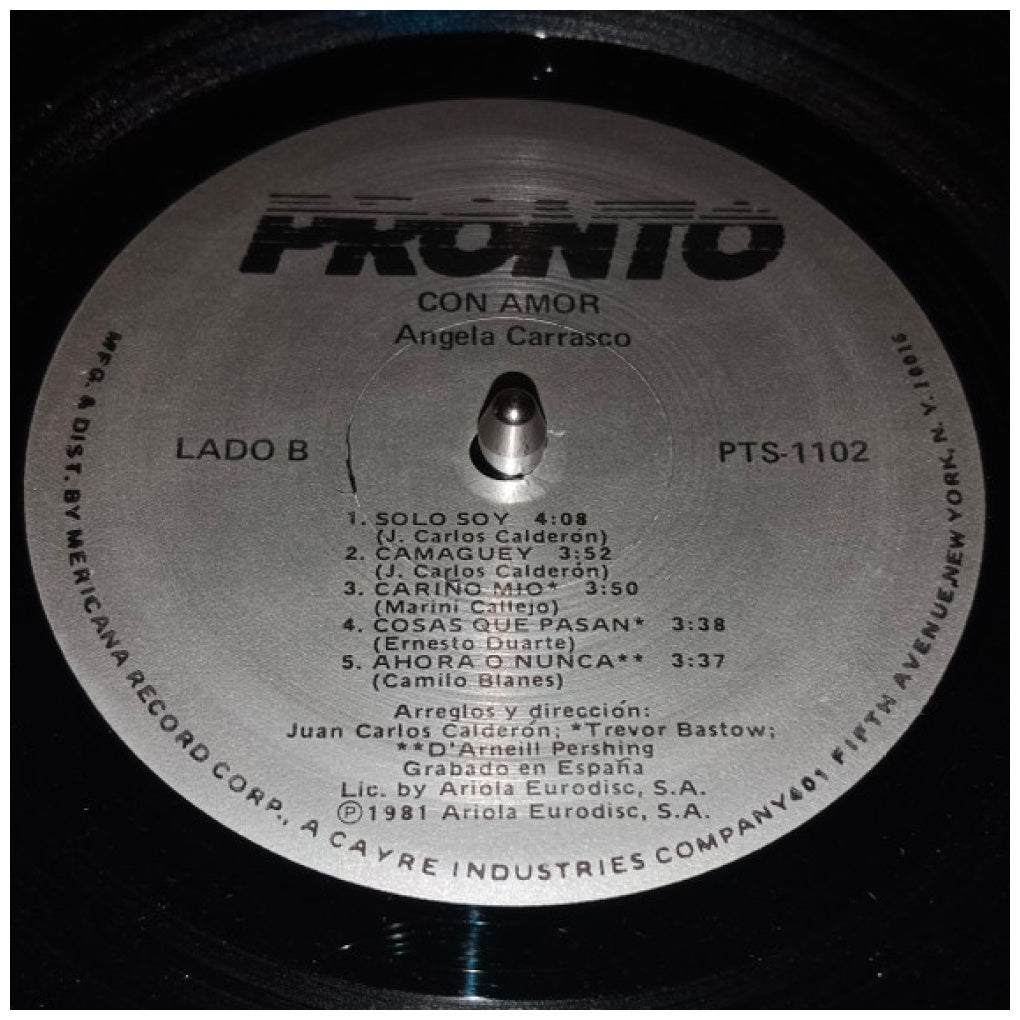 PRONTO
CON AMOR
Angela Carrasco
LADO B
PTS-1102
1. SOLO SOY 4:08
(J. Carlos Calderón)
2. CAMAGUEY 3:52
(J. Carlos Calderón)
3. CARIÑO MIO* 3:50
(Marini Callejo)
4. COSAS QUE PASAN* 3:38
(Ernesto Duarte)
5. AHORA O NUNCA** 3:37
(Camilo Blanes)
Arreglos y dirección:
Juan Carlos Calderón; *Trevor Bastow;
**D'Arneill Pershing
Grabado en España
Lic. by Ariola Eurodisc, S.A.
Ⓟ1981 Ariola Eurodisc, S.A.
MFG. & DIST. BY MERICANA RECORD CORP., A CAYRE INDUSTRIES COMPANY 401 FIFTH AVENUE, NEW YORK, N. Y. 10016